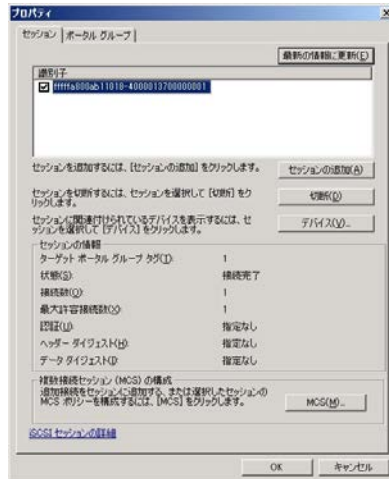 プロパティ
セッション ポータル グループ
最新の情報に更新(E)
識別子
fffffa800ab11010-4000013700000001
セッションを追加するには、[セッションの追加] をクリックします。
セッションの追加(A)
セッションを切断するには、セッションを選択して [切断] をク
リックします。
切断(D)
セッションに関連付けられているデバイスを表示するには、セ
ッションを選択して [デバイス] をクリックします。
デバイス(V)...
セッションの情報
ターゲット ポータル グループ タグ(T): 1
状態(S): 接続完了
接続数(O): 1
最大許容接続数(X): 1
認証(U): 指定なし
ヘッダー ダイジェスト(H): 指定なし
データ ダイジェスト(I): 指定なし
複数接続セッション (MCS) の構成
追加接続をセッションに追加する、または選択したセッションの
MCS ポリシーを構成するには、[MCS] をクリックします。
MCS(M)...
iSCSI セッションの詳細
OK キャンセル